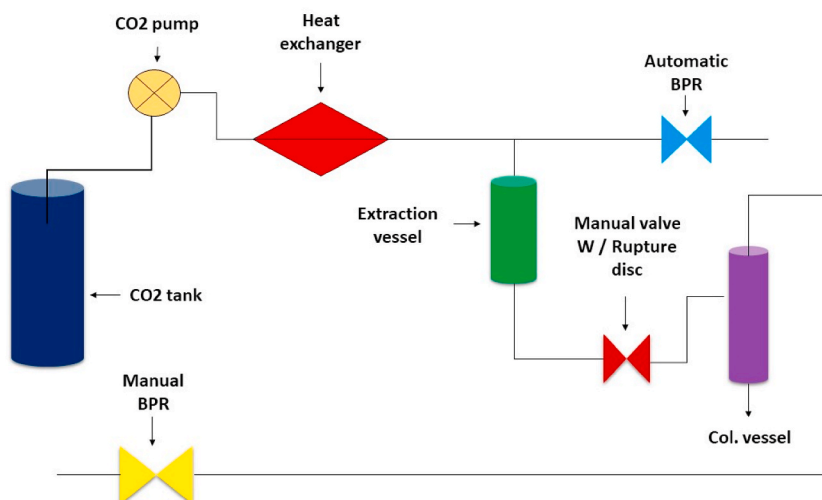 CO2 pump
Heat
exchanger
Automatic
BPR
Extraction
vessel
Manual valve
W / Rupture
disc
CO2 tank
Manual
BPR
Col. vessel